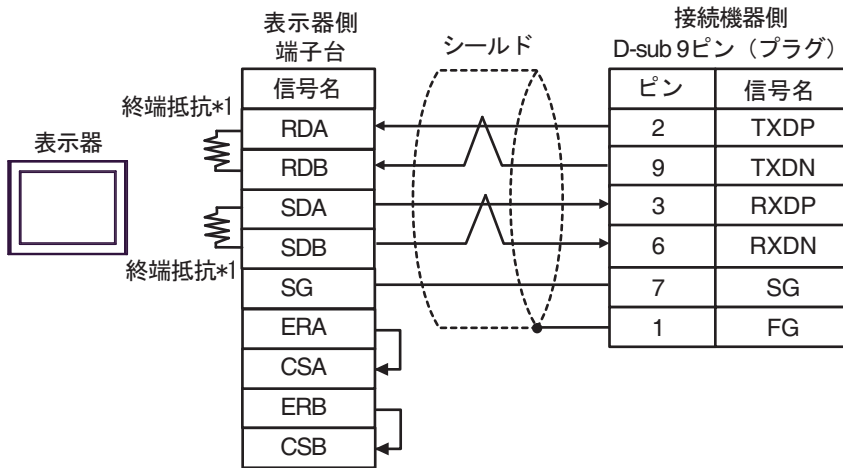 表示器側
端子台
シールド
接続機器側
D-sub 9ピン（プラグ）
信号名
ピン
信号名
終端抵抗*1
表示器
RDA
2
TXDP
RDB
9
TXDN
SDA
3
RXDP
SDB
6
RXDN
終端抵抗*1
SG
7
SG
ERA
1
FG
CSA
ERB
CSB